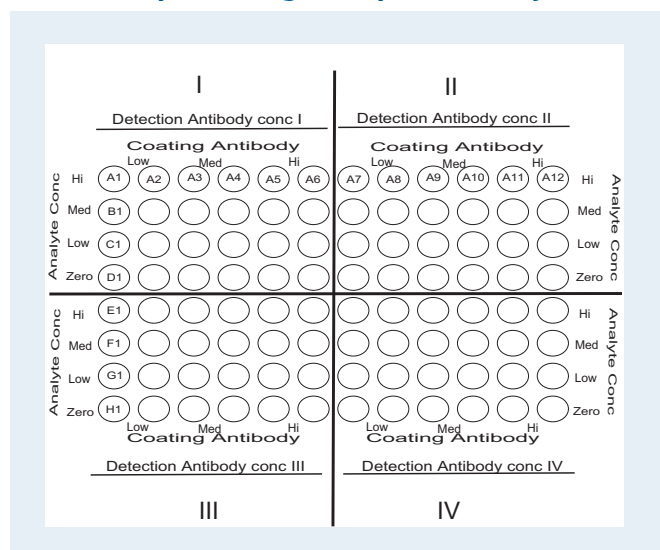 I II
Detection Antibody conc I Detection Antibody conc II
Coating Antibody Coating Antibody
Low Med Hi Low Med Hi
Analyte Conc Hi A1 A2 A3 A4 A5 A6 A7 A8 A9 A10 A11 A12 Hi Analyte Conc
Med B1 Med
Low C1 Low
Zero D1 Zero
Analyte Conc Hi E1 Hi Analyte Conc
Med F1 Med
Low G1 Low
Zero H1 Zero
Low Med Hi Low Med Hi
Coating Antibody Coating Antibody
Detection Antibody conc III Detection Antibody conc IV
III IV